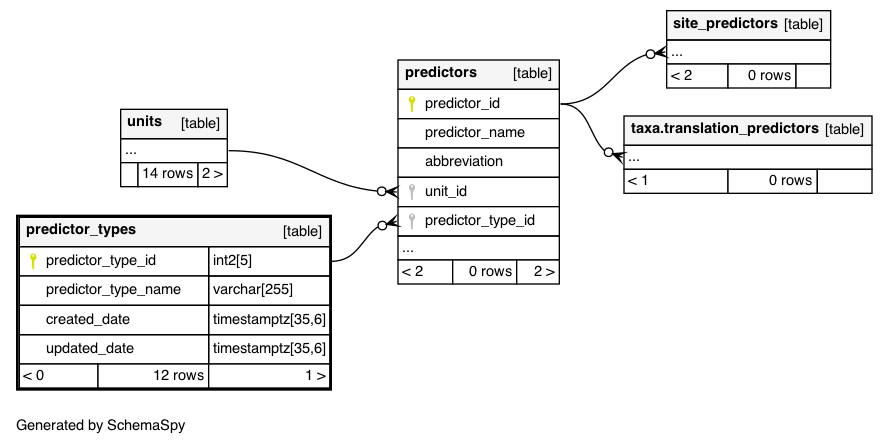 site_predictors [table]
...
< 2 0 rows
predictors [table]
predictor_id
predictor_name
abbreviation
unit_id
predictor_type_id
...
< 2 0 rows 2 >
taxa.translation_predictors [table]
...
< 1 0 rows
units [table]
...
14 rows 2 >
predictor_types [table]
predictor_type_id int2[5]
predictor_type_name varchar[255]
created_date timestamptz[35,6]
updated_date timestamptz[35,6]
< 0 12 rows 1 >
Generated by SchemaSpy